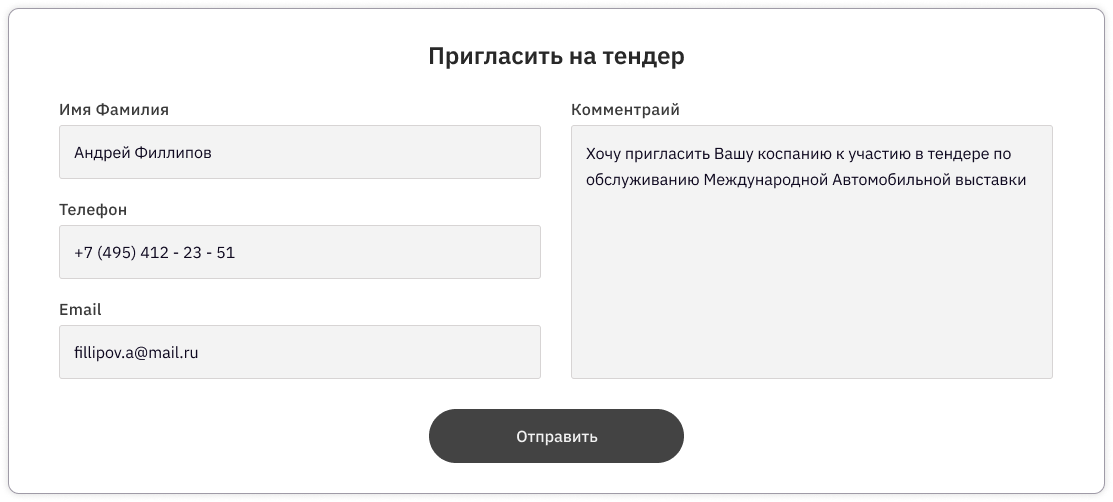 Пригласить на тендер
Имя Фамилия
Андрей Филлипов
Телефон
+7 (495) 412 - 23 - 51
Email
fillipov.a@mail.ru
Комментраий
Хочу пригласить Вашу коспанию к участию в тендере по
обслуживанию Международной Автомобильной выставки
Отправить